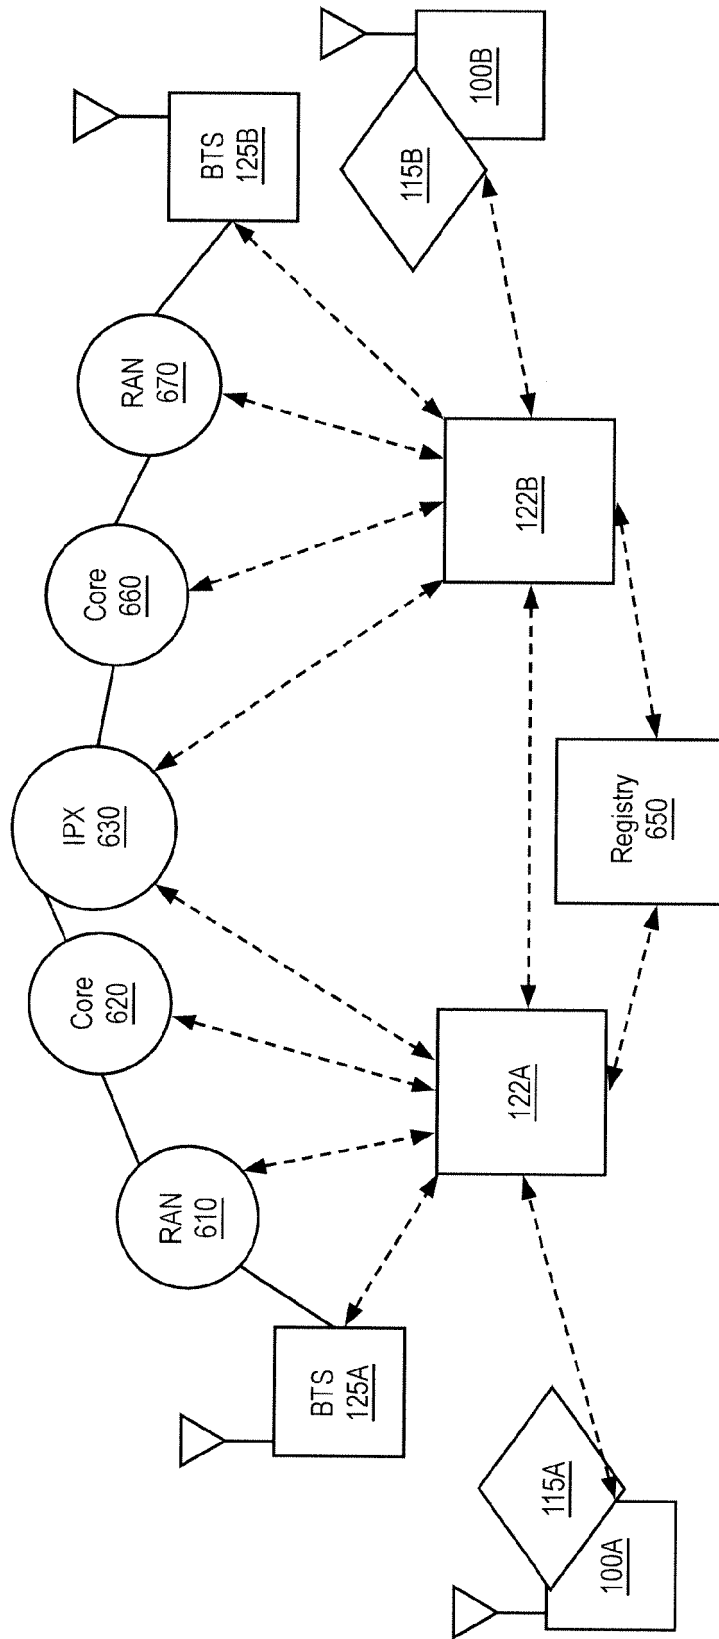 IPX
630
Core
620
Core
660
RAN
610
RAN
670
BTS
125A
BTS
125B
122A
122B
115A
100A
115B
100B
Registry
650